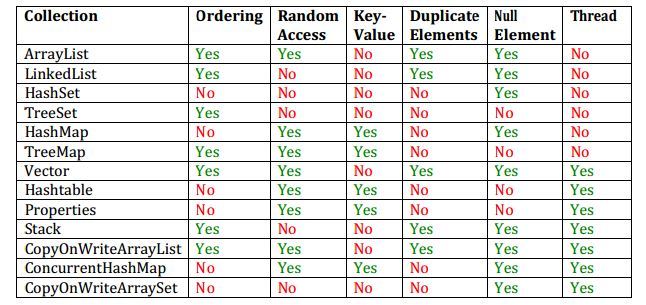 Collection Ordering Random Key- Duplicate Null Thread
Access Value Elements Element
ArrayList Yes Yes No Yes Yes No
LinkedList Yes No No Yes Yes No
HashSet No No No No Yes No
TreeSet Yes No No No No No
HashMap No Yes Yes No Yes No
TreeMap Yes Yes Yes No No No
Vector Yes Yes No Yes Yes Yes
Hashtable No Yes Yes No No Yes
Properties No Yes Yes No No Yes
Stack Yes No No Yes Yes Yes
CopyOnWriteArrayList Yes Yes No Yes Yes Yes
ConcurrentHashMap No Yes Yes No Yes Yes
CopyOnWriteArraySet No No No No Yes Yes